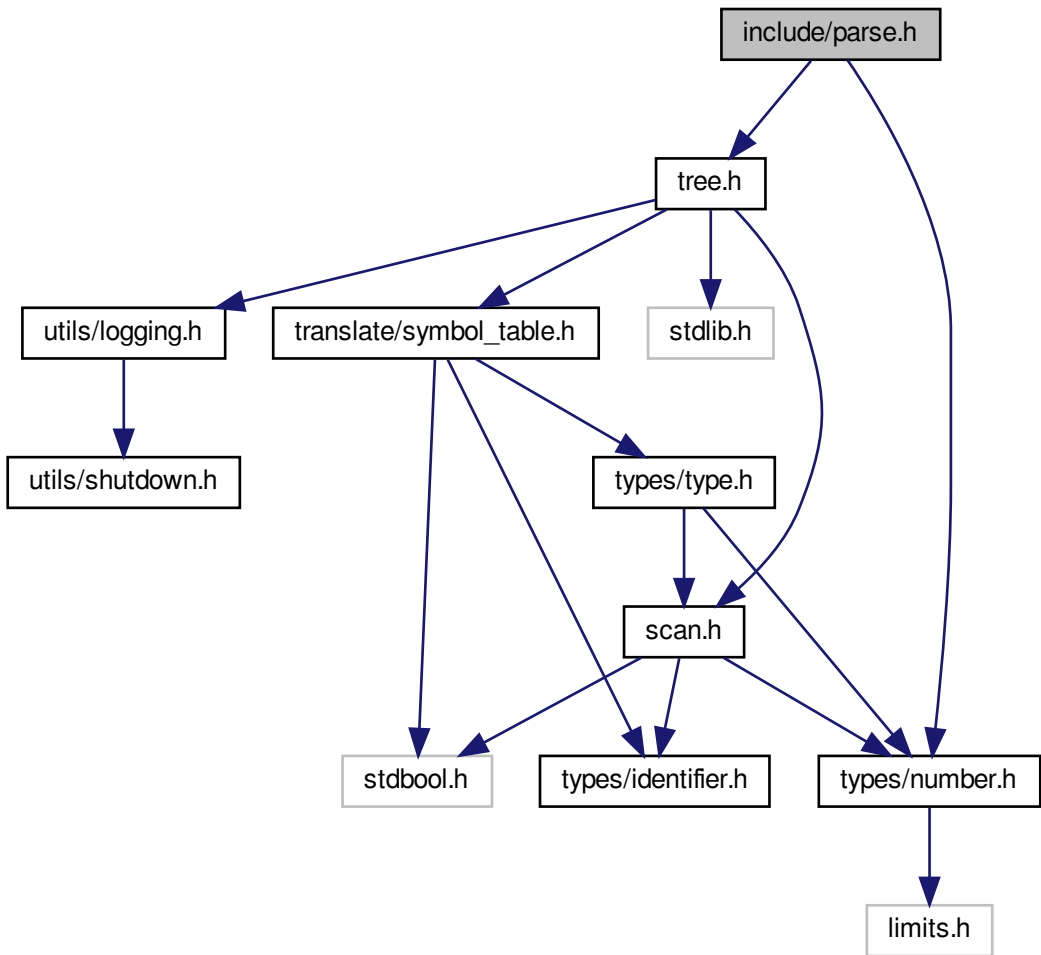 include/parse.h
tree.h
utils/logging.h
translate/symbol_table.h
stdlib.h
utils/shutdown.h
types/type.h
scan.h
stdbool.h
types/identifier.h
types/number.h
limits.h